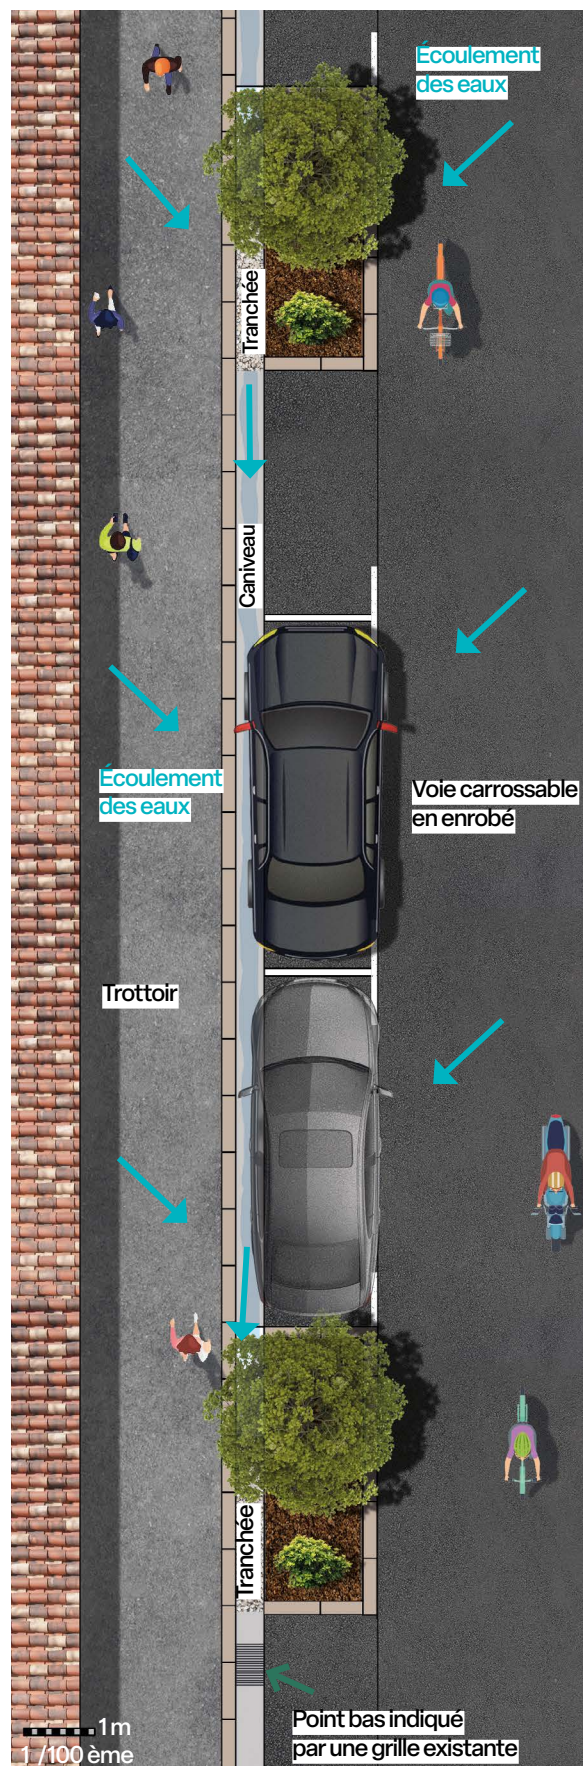 Écoulement
des eaux
Tranchée
Caniveau
Écoulement
des eaux
Voie carrossable
en enrobé
Trottoir
Tranchée
1 m
1 /100 ème
Point bas indiqué
par une grille existante